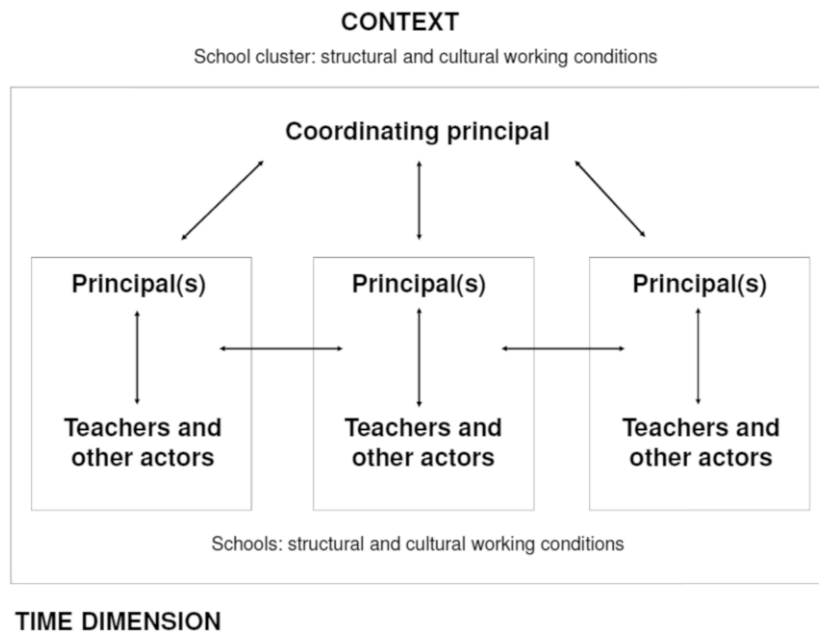 CONTEXT
School cluster: structural and cultural working conditions
Coordinating principal
Principal(s)
Principal(s)
Principal(s)
Teachers and
other actors
Teachers and
other actors
Teachers and
other actors
Schools: structural and cultural working conditions
TIME DIMENSION